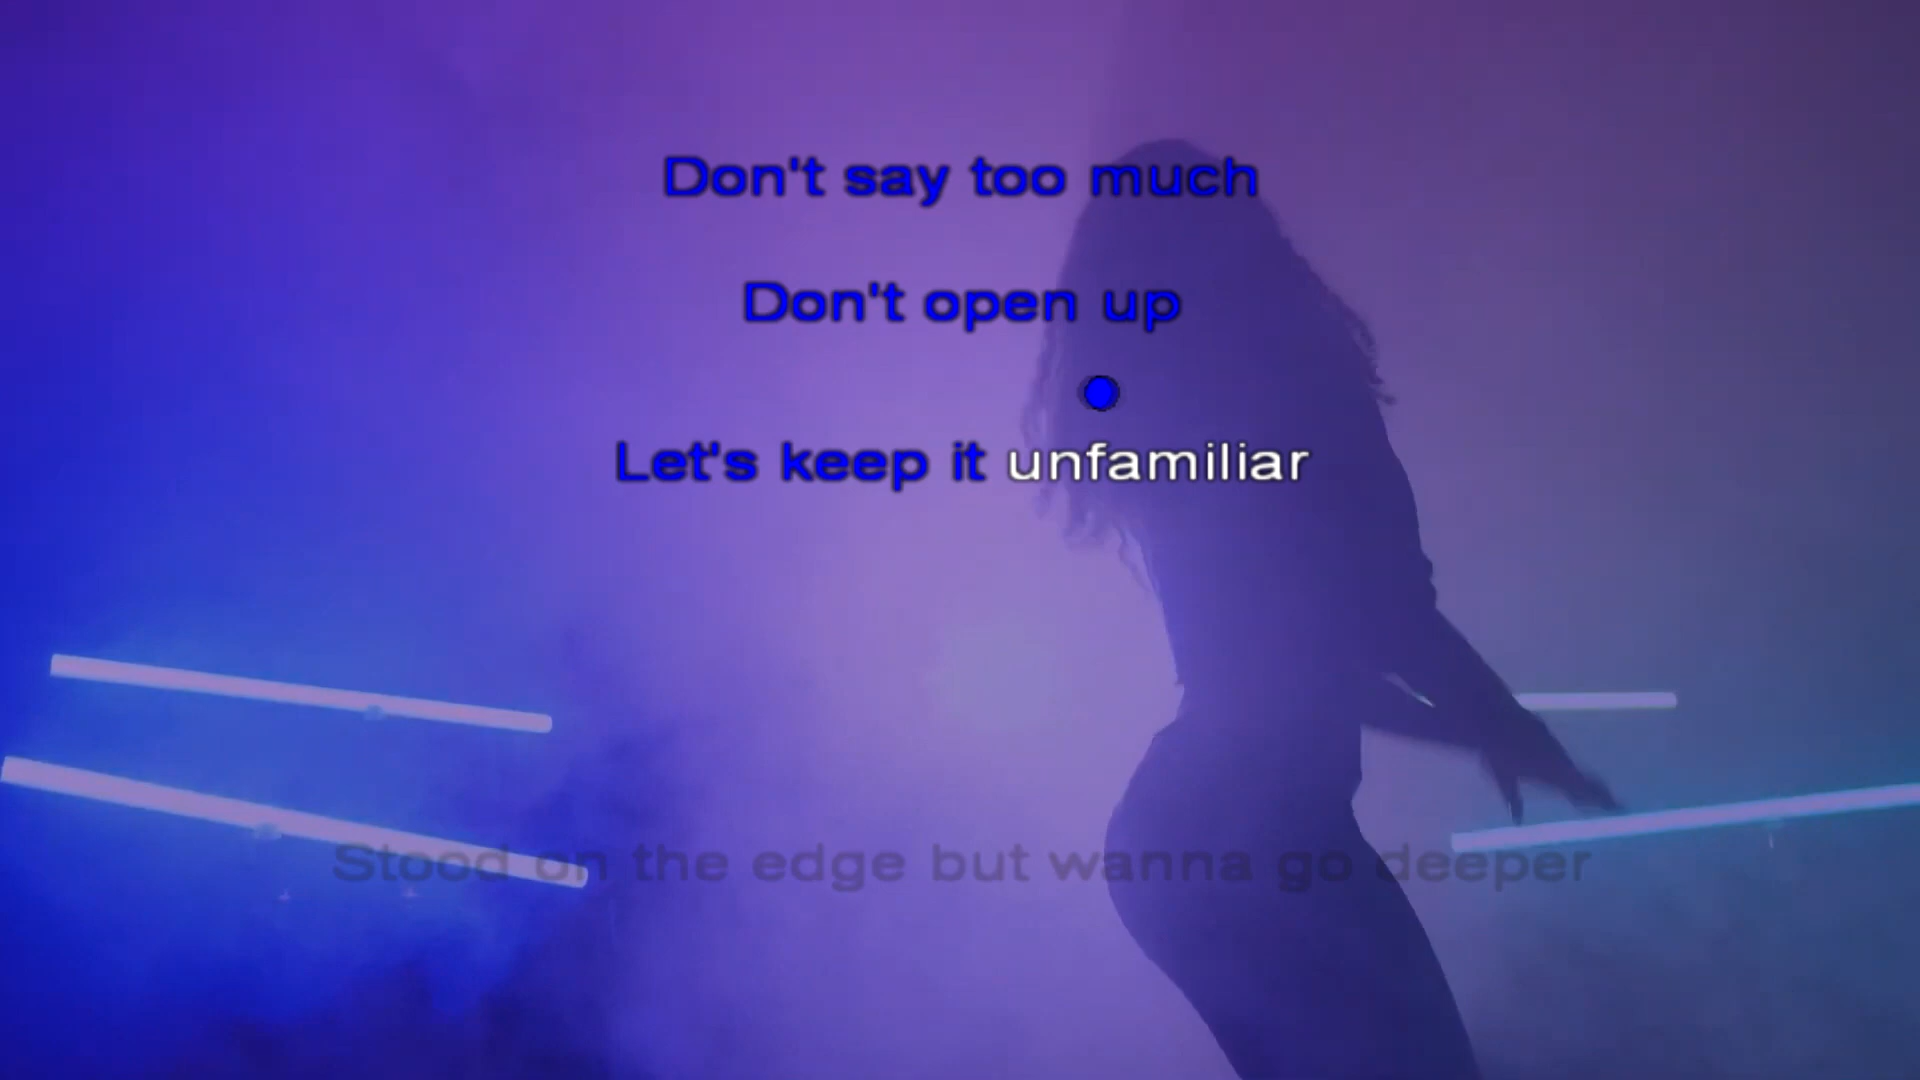 Don't say too much
Don't open up
Let's keep it unfamiliar
Stood on the edge but wanna go deeper